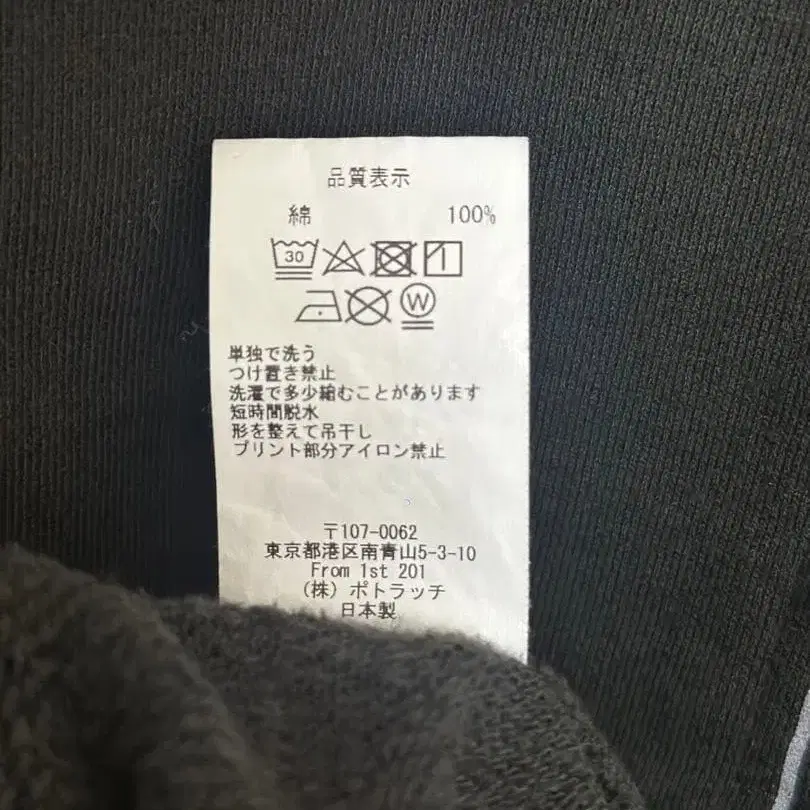 品質表示
綿 100%
30
W
単独で洗う
つけ置き禁止
洗濯で多少縮むことがあります
短時間脱水
形を整えて吊干し
プリント部分アイロン禁止
〒107-0062
東京都港区南青山5-3-10
From 1st 201
(株) ポトラッチ
日本製